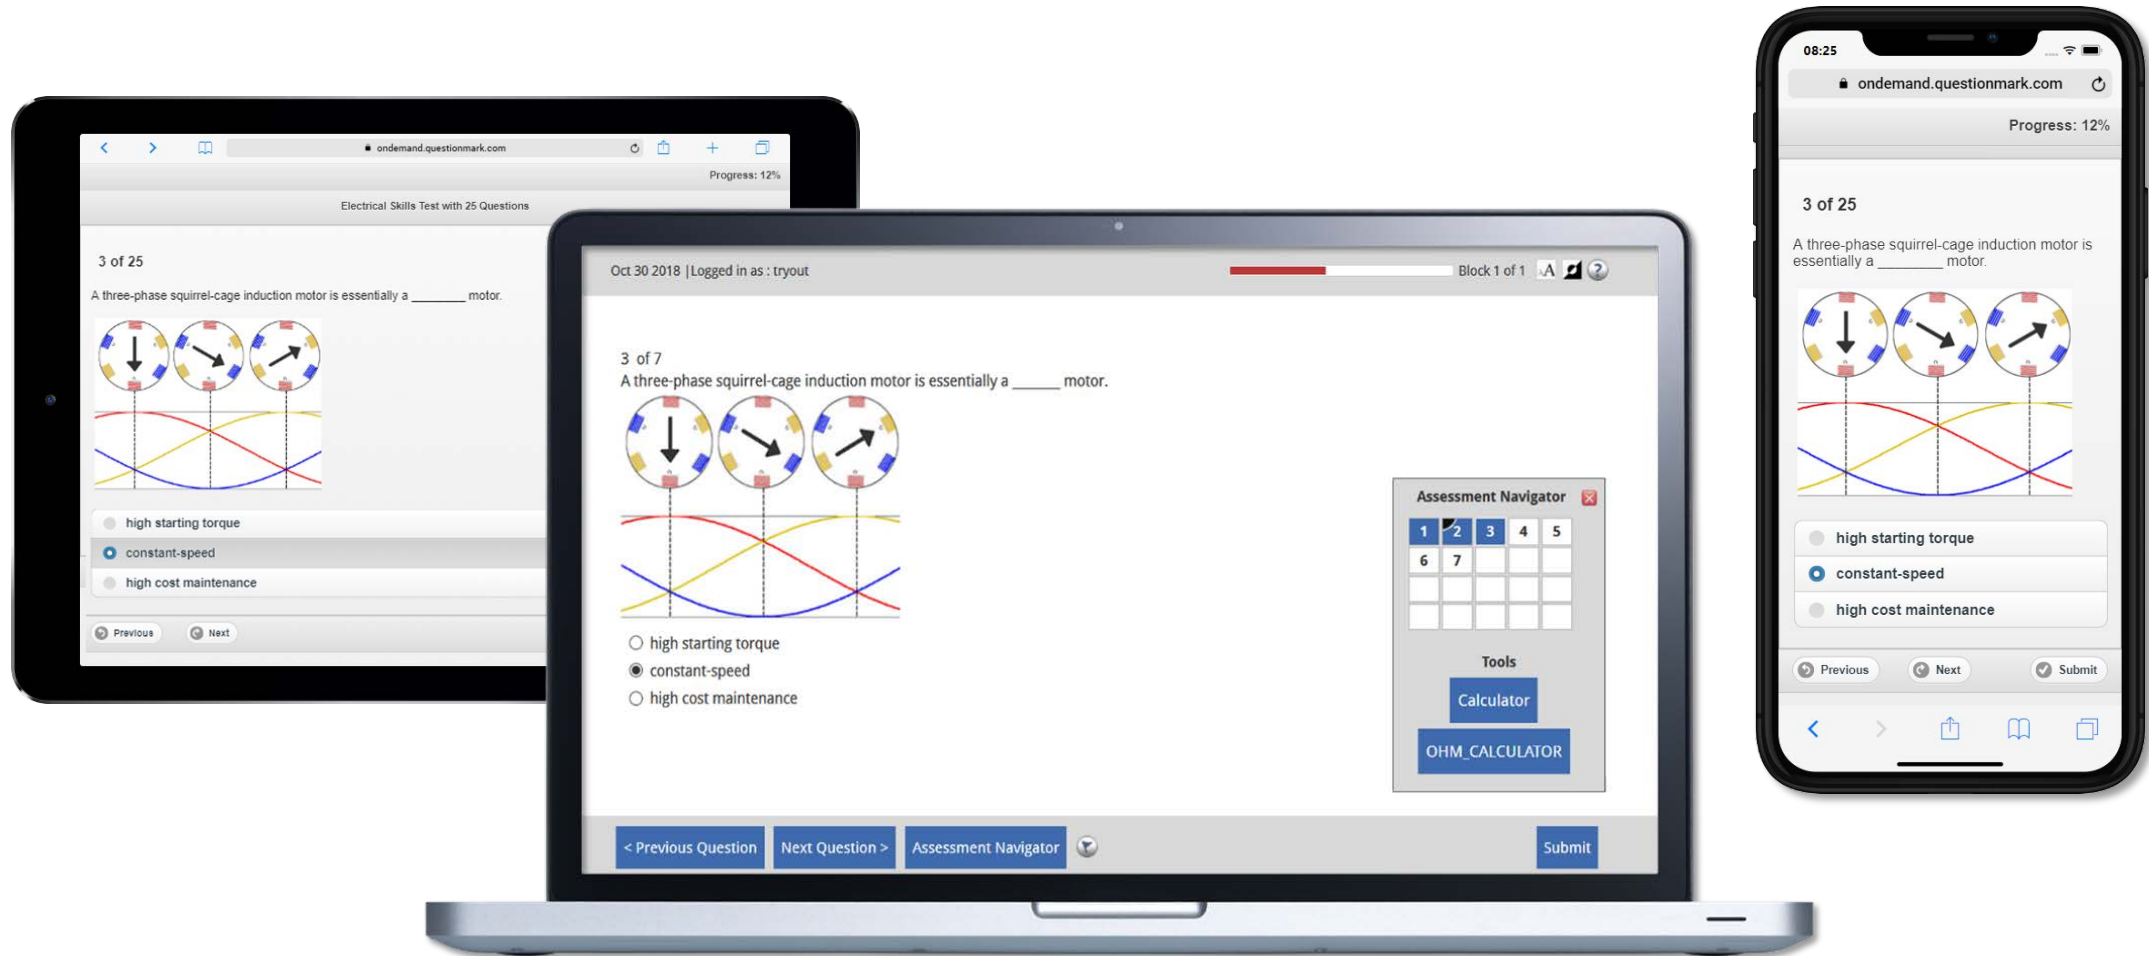 ondemand.questionmark.com
Progress: 12%
Electrical Skills Test with 25 Questions
3 of 25
A three-phase squirrel-cage induction motor is essentially a ________ motor.
high starting torque
constant-speed
high cost maintenance
Previous
Next
Oct 30 2018 |Logged in as : tryout
Block 1 of 1
A
?
3 of 7
A three-phase squirrel-cage induction motor is essentially a ______ motor.
high starting torque
constant-speed
high cost maintenance
Assessment Navigator
1 2 3 4 5
6 7
Tools
Calculator
OHM_CALCULATOR
< Previous Question
Next Question >
Assessment Navigator
Submit
08:25
ondemand.questionmark.com
Progress: 12%
3 of 25
A three-phase squirrel-cage induction motor is
essentially a ________ motor.
high starting torque
constant-speed
high cost maintenance
Previous
Next
Submit